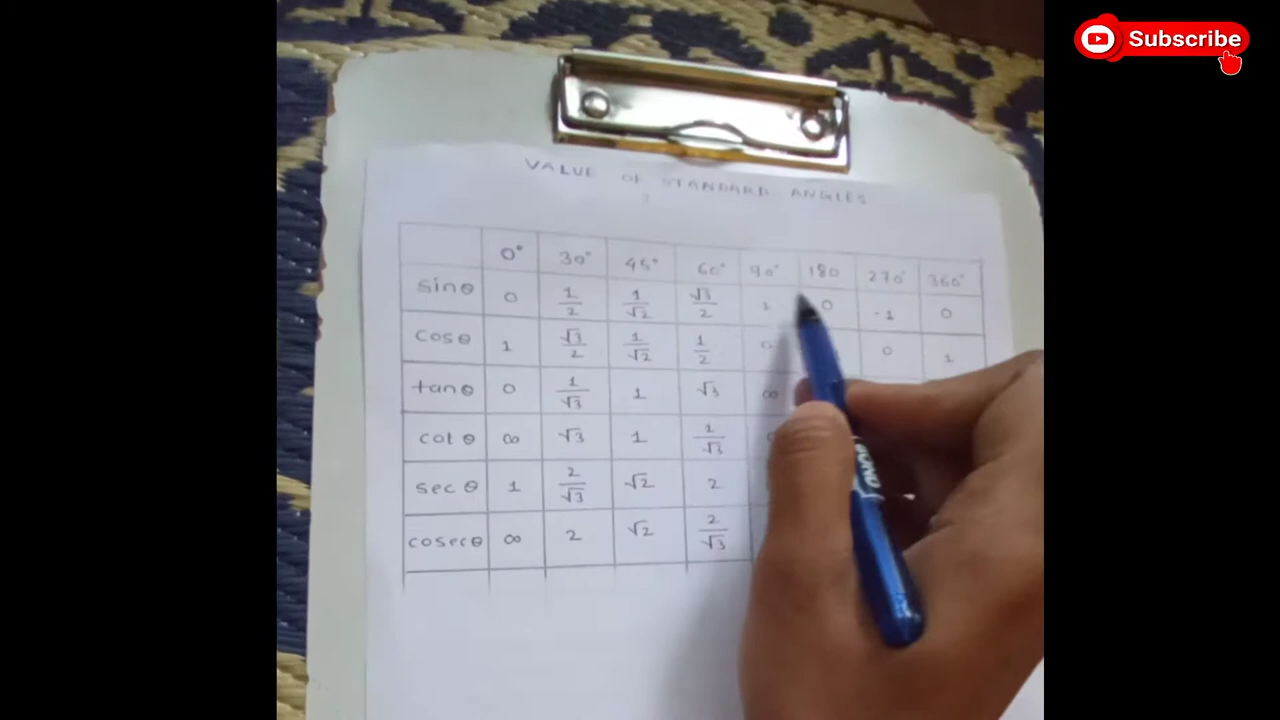 Subscribe
VALUE OF STANDARD ANGLES
0° 30° 45° 60° 90° 180 270° 360°
sinθ 0 1/2 1/√2 √3/2 1 0 -1 0
cosθ 1 √3/2 1/√2 1/2 0 0 1
tanθ 0 1/√3 1 √3 ∞
cotθ ∞ √3 1 1/√3
secθ 1 2/√3 √2 2
cosecθ ∞ 2 √2 2/√3